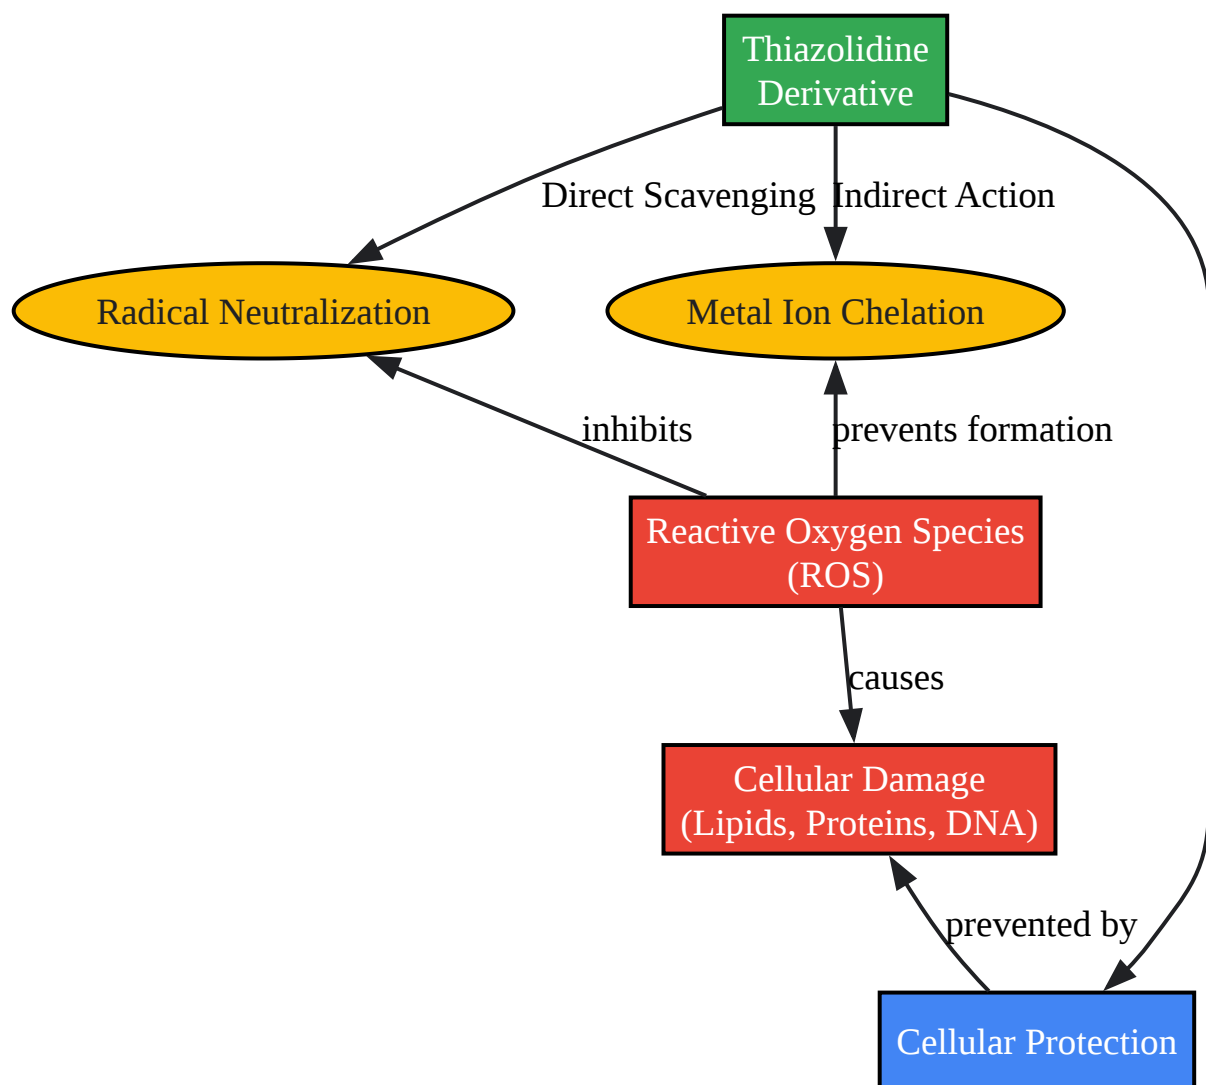 Thiazolidine
Derivative
Direct Scavenging
Indirect Action
Radical Neutralization
Metal Ion Chelation
inhibits
prevents formation
Reactive Oxygen Species
(ROS)
causes
Cellular Damage
(Lipids, Proteins, DNA)
prevented by
Cellular Protection